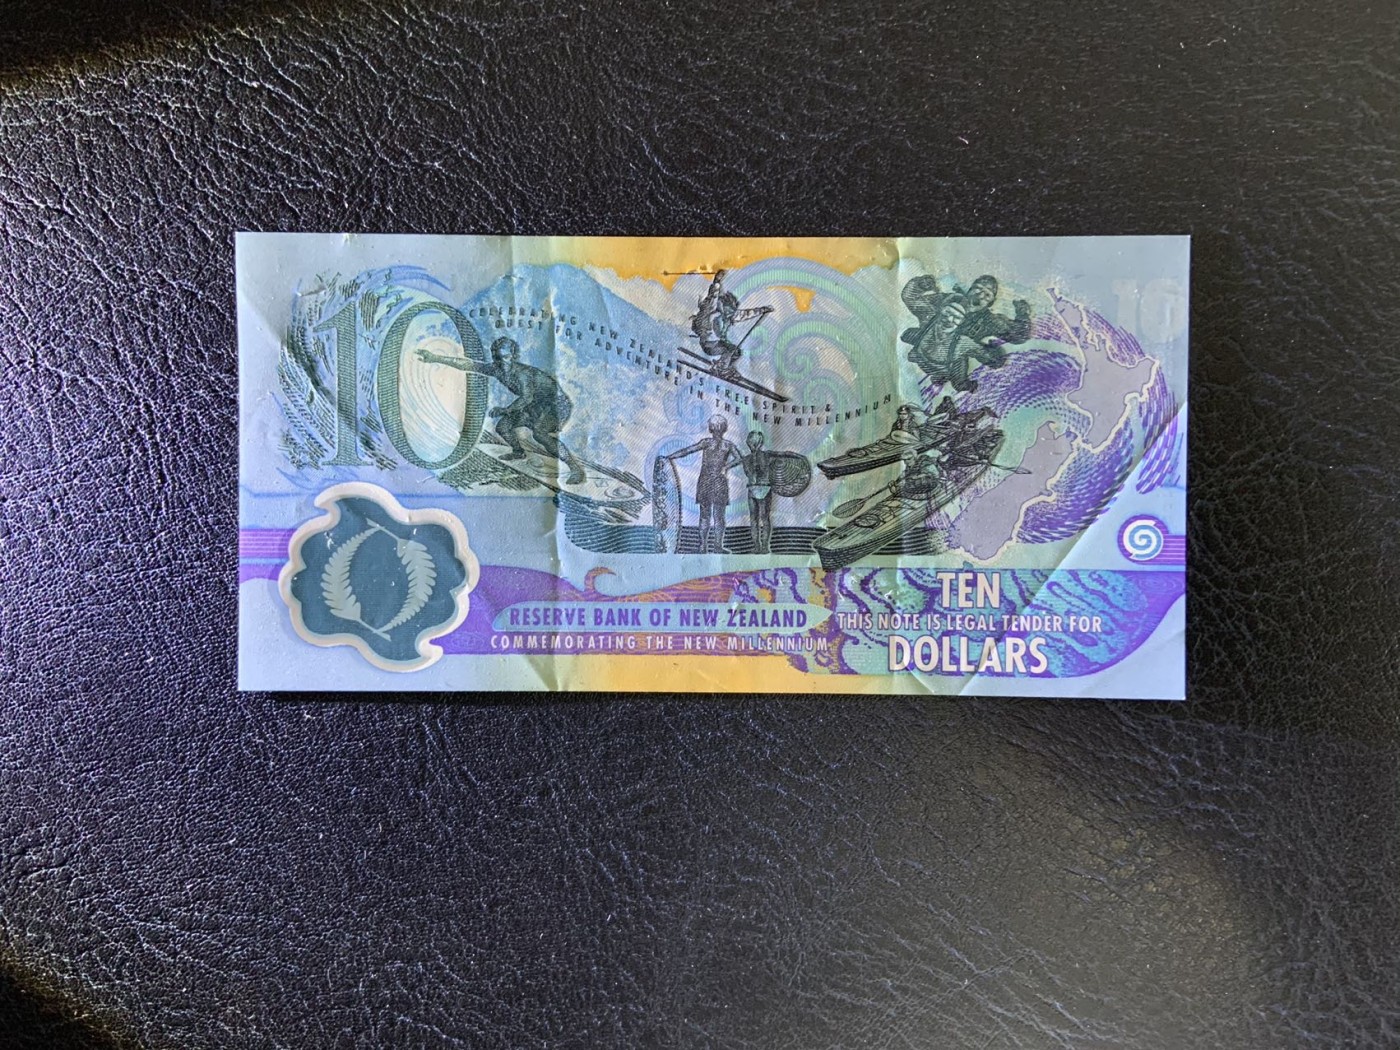 10
CELEBRATING NEW ZEALAND'S FREE SPIRIT &
QUEST FOR ADVENTURE IN THE NEW MILLENNIUM
RESERVE BANK OF NEW ZEALAND
COMMEMORATING THE NEW MILLENNIUM
TEN
THIS NOTE IS LEGAL TENDER FOR
DOLLARS
10